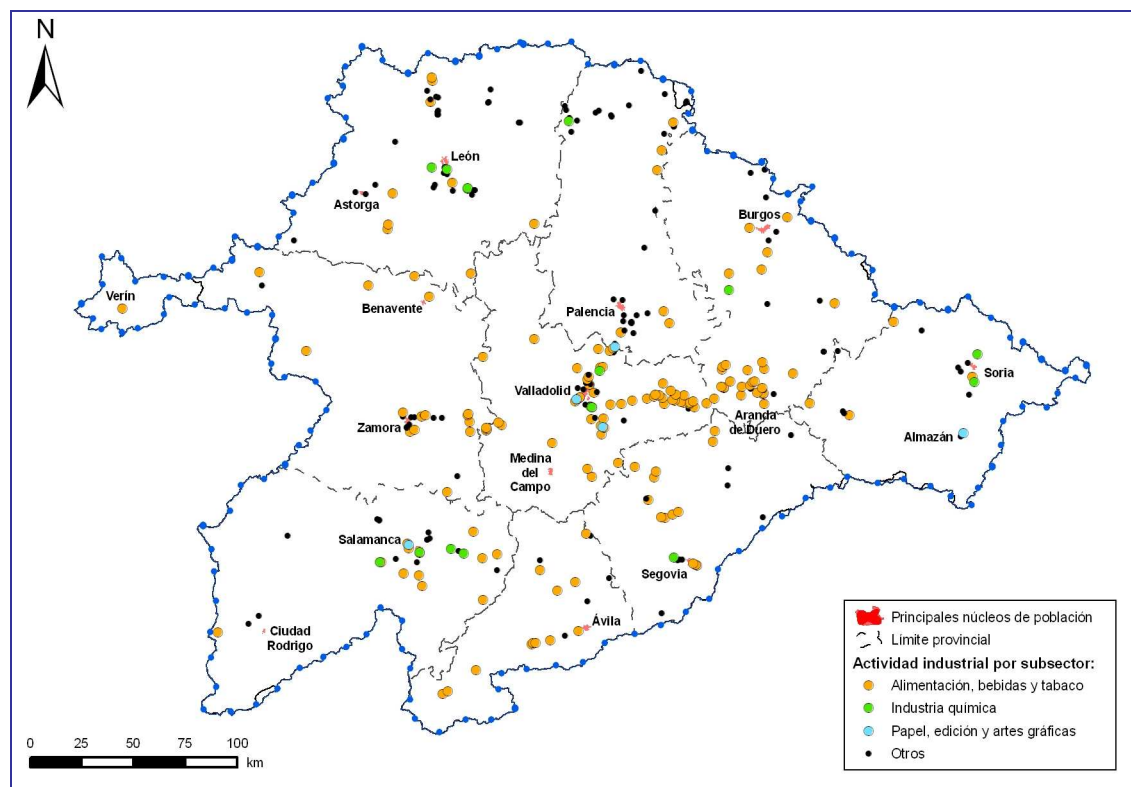 N
León
Astorga
Burgos
Verín
Benavente
Palencia
Soria
Valladolid
Aranda
de Duero
Zamora
Almazán
Medina
del
Campo
Salamanca
Segovia
Ciudad
Rodrigo
Ávila
Principales núcleos de población
Límite provincial
Actividad industrial por subsector:
Alimentación, bebidas y tabaco
Industria química
Papel, edición y artes gráficas
Otros
0 25 50 75 100
km